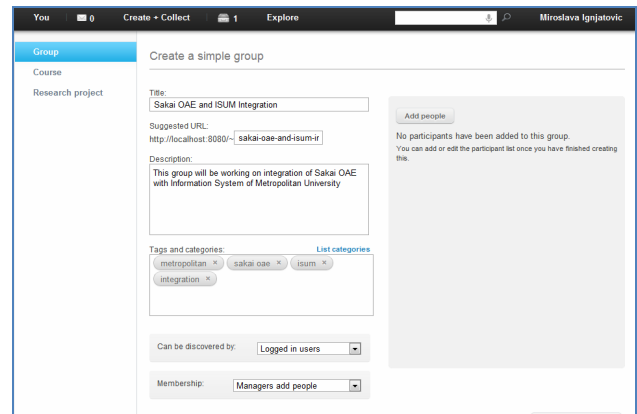 You 0 Create + Collect 1 Explore Miroslava Ignjatovic
Group
Course
Research project
Create a simple group
Title:
Sakai OAE and ISUM Integration
Suggested URL:
http://localhost:8080/~ sakai-oae-and-isum-ir
Description:
This group will be working on integration of Sakai OAE
with Information System of Metropolitan University
Tags and categories: List categories
metropolitan × sakai oae × isum ×
integration ×
Can be discovered by: Logged in users
Membership: Managers add people
Add people
No participants have been added to this group.
You can add or edit the participant list once you have finished creating
this.